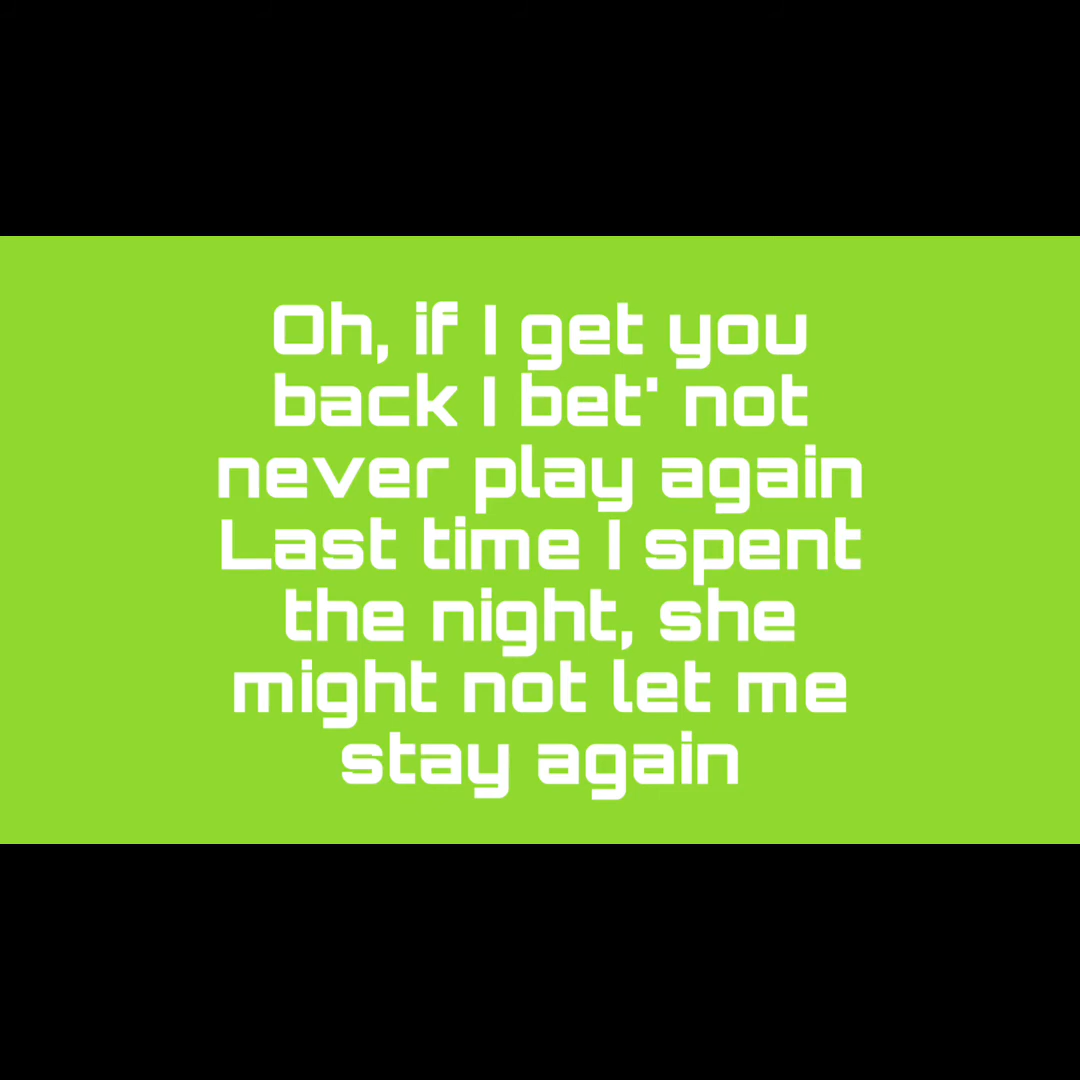 Oh, if I get you
back I bet' not
never play again
Last time I spent
the night, she
might not let me
stay again